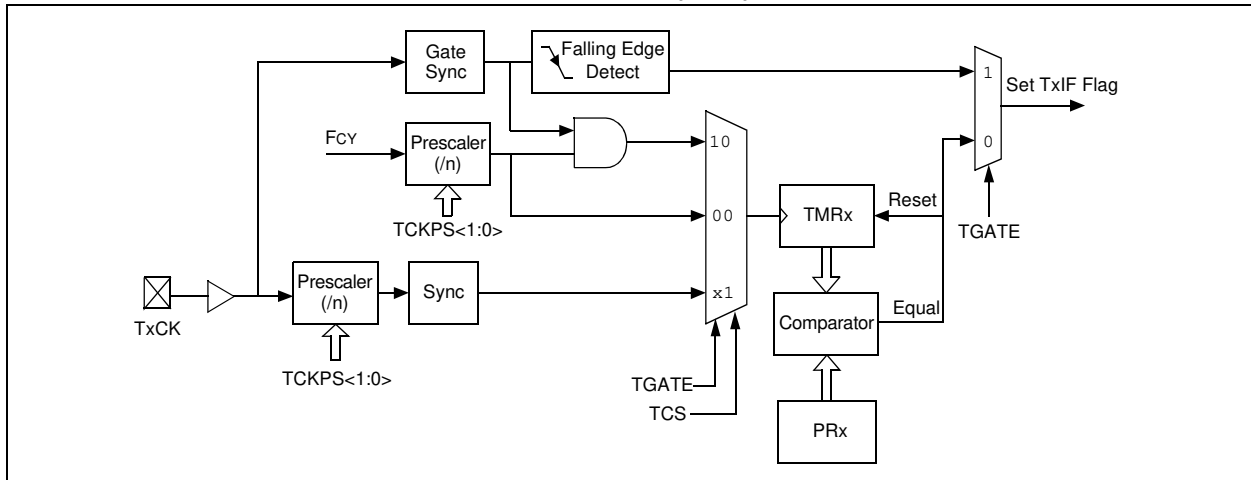 Gate
Sync
Falling Edge
Detect
1
Set TxIF Flag
FCY
Prescaler
(/n)
10
0
TCKPS<1:0>
00
TMRx
Reset
TGATE
TxCK
Prescaler
(/n)
Sync
x1
Comparator
Equal
TCKPS<1:0>
TGATE
TCS
PRx